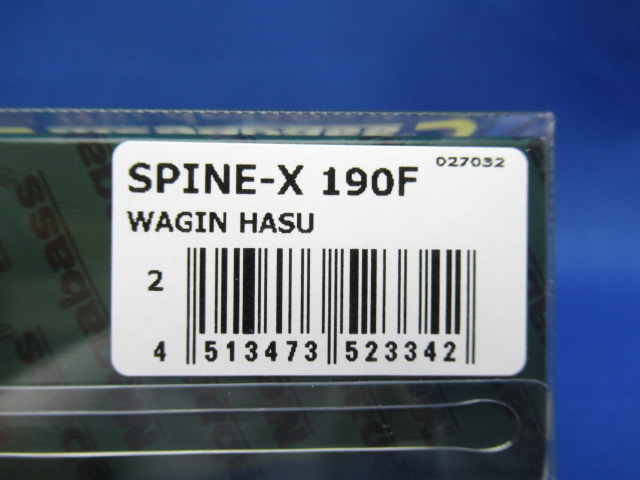 SPINE-X 190F
027032
WAGIN HASU
2
4 513473 523342